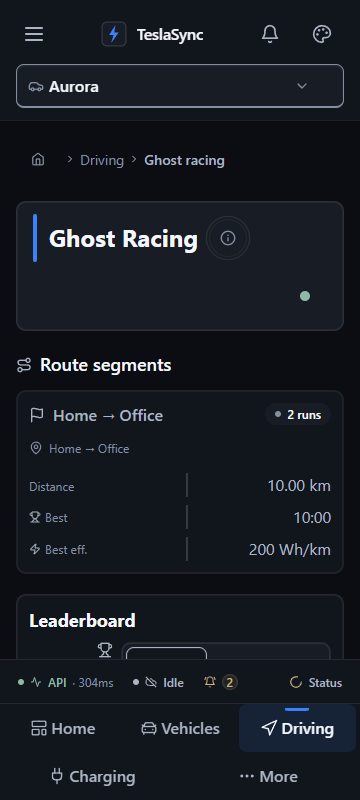 TeslaSync
Aurora
Driving
Ghost racing
Ghost Racing
Route segments
Home → Office
2 runs
Home → Office
Distance
10.00 km
Best
10:00
Best eff.
200 Wh/km
Leaderboard
API · 304ms
Idle
2
Status
Home
Vehicles
Driving
Charging
More